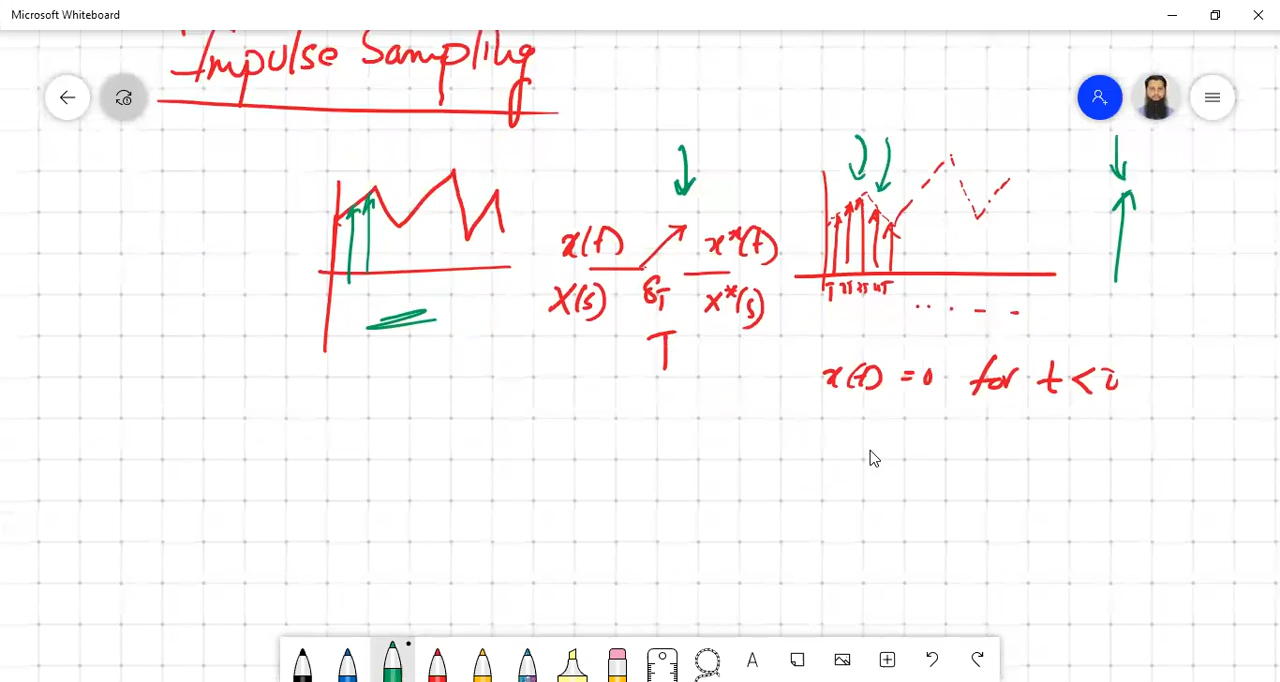 Microsoft Whiteboard
Impulse Sampling
x(t) x*(t)
X(s) δT X*(s)
T
T 2T 3T 4T
x(t) = 0 for t < 0
A